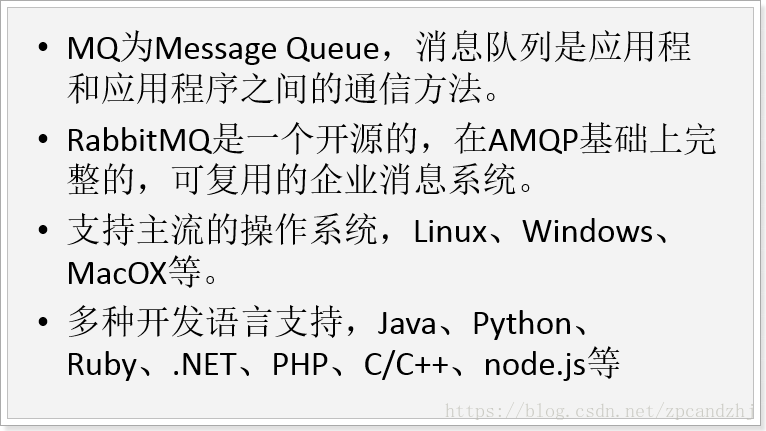 • MQ为Message Queue，消息队列是应用程
和应用程序之间的通信方法。
• RabbitMQ是一个开源的，在AMQP基础上完
整的，可复用的企业消息系统。
• 支持主流的操作系统，Linux、Windows、
MacOX等。
• 多种开发语言支持，Java、Python、
Ruby、.NET、PHP、C/C++、node.js等
https://blog.csdn.net/zpcandzhj